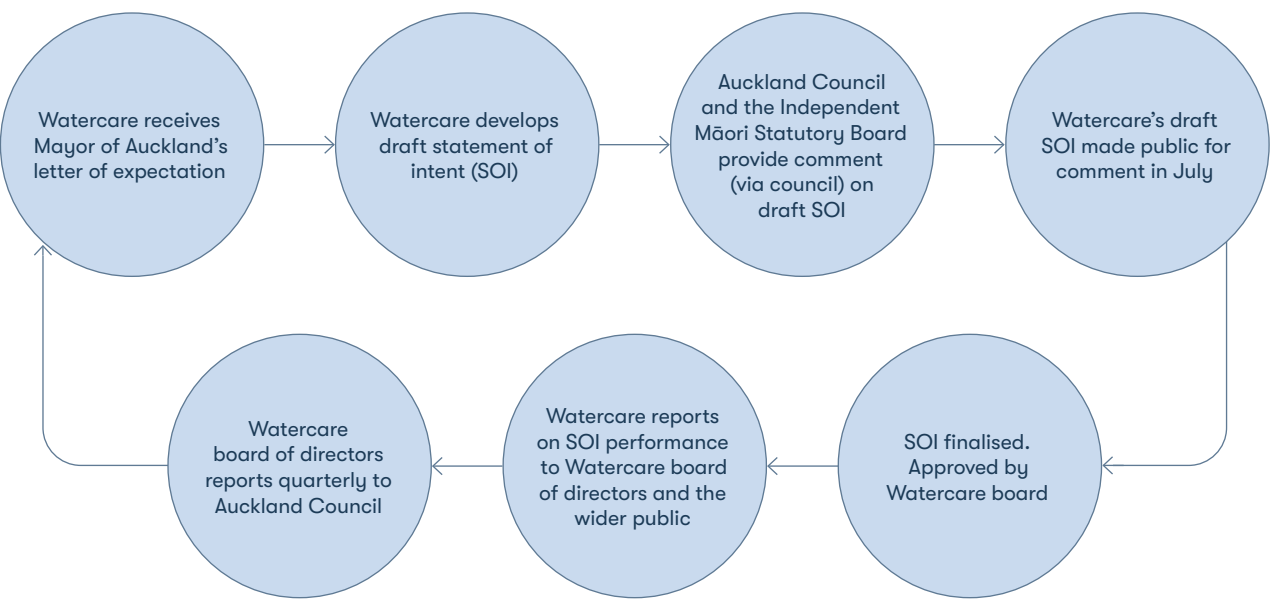 Watercare receives
Mayor of Auckland’s
letter of expectation
Watercare develops
draft statement of
intent (SOI)
Auckland Council
and the Independent
Māori Statutory Board
provide comment
(via council) on
draft SOI
Watercare’s draft
SOI made public for
comment in July
SOI finalised.
Approved by
Watercare board
Watercare reports
on SOI performance
to Watercare board
of directors and the
wider public
Watercare
board of directors
reports quarterly to
Auckland Council